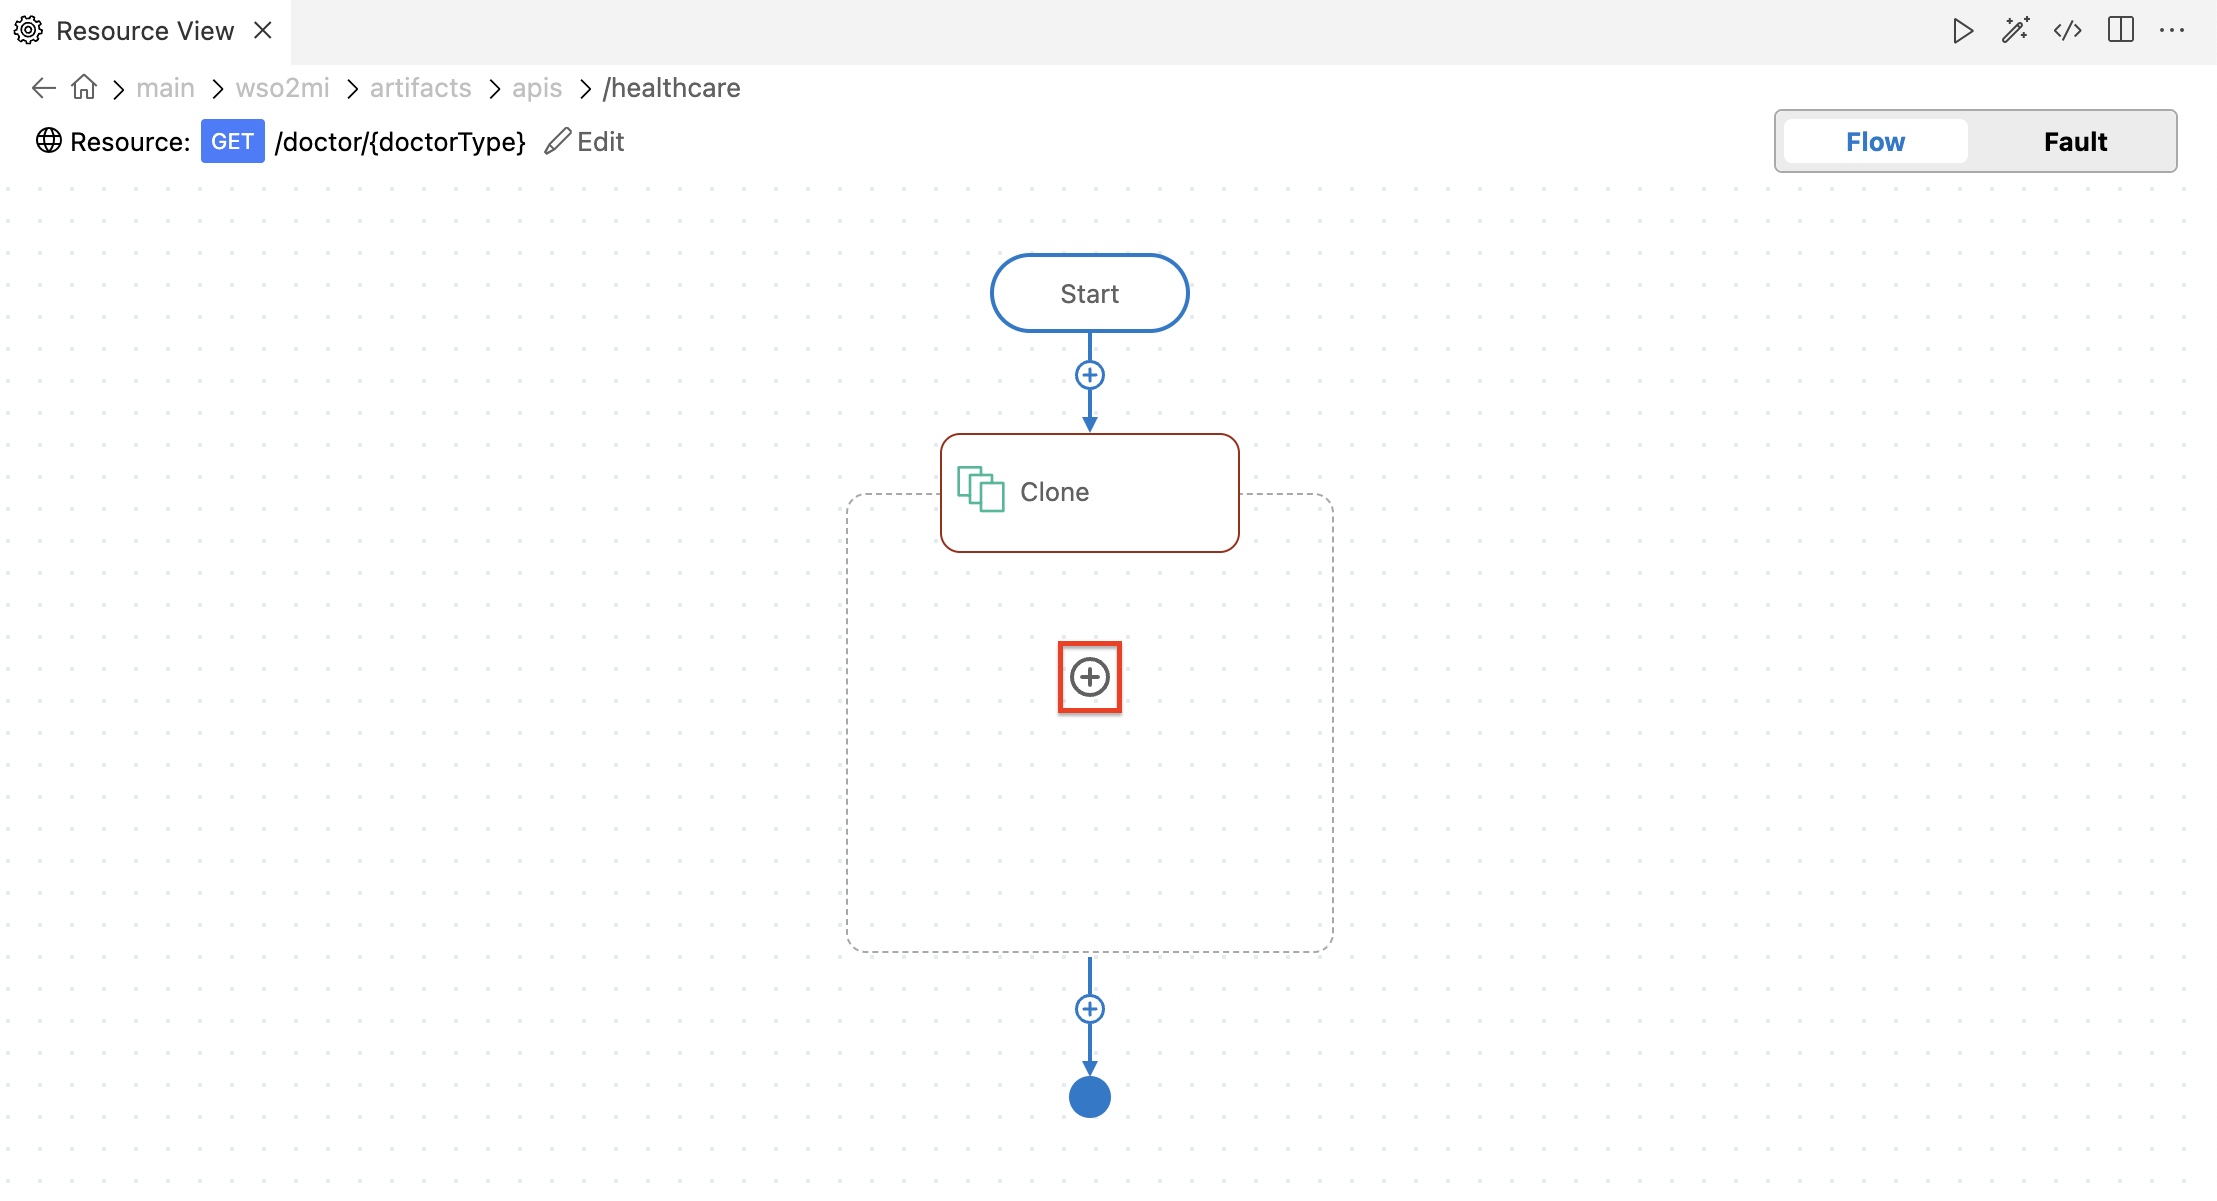 Resource View
main > wso2mi > artifacts > apis > /healthcare
Resource: GET /doctor/{doctorType} Edit
Flow Fault
Start
Clone